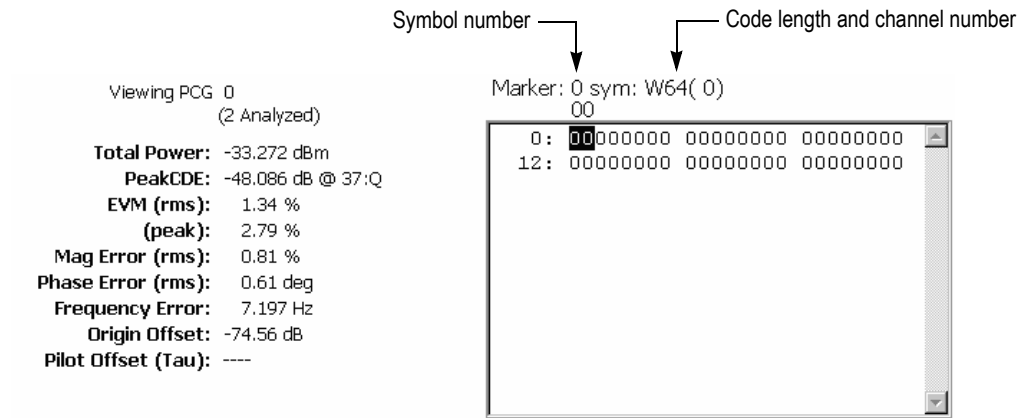 Symbol number
Code length and channel number
Viewing PCG 0
(2 Analyzed)
Total Power: -33.272 dBm
PeakCDE: -48.086 dB @ 37:Q
EVM (rms): 1.34 %
(peak): 2.79 %
Mag Error (rms): 0.81 %
Phase Error (rms): 0.61 deg
Frequency Error: 7.197 Hz
Origin Offset: -74.56 dB
Pilot Offset (Tau): ----
Marker: 0 sym: W64( 0)
00
0: 00000000 00000000 00000000
12: 00000000 00000000 00000000